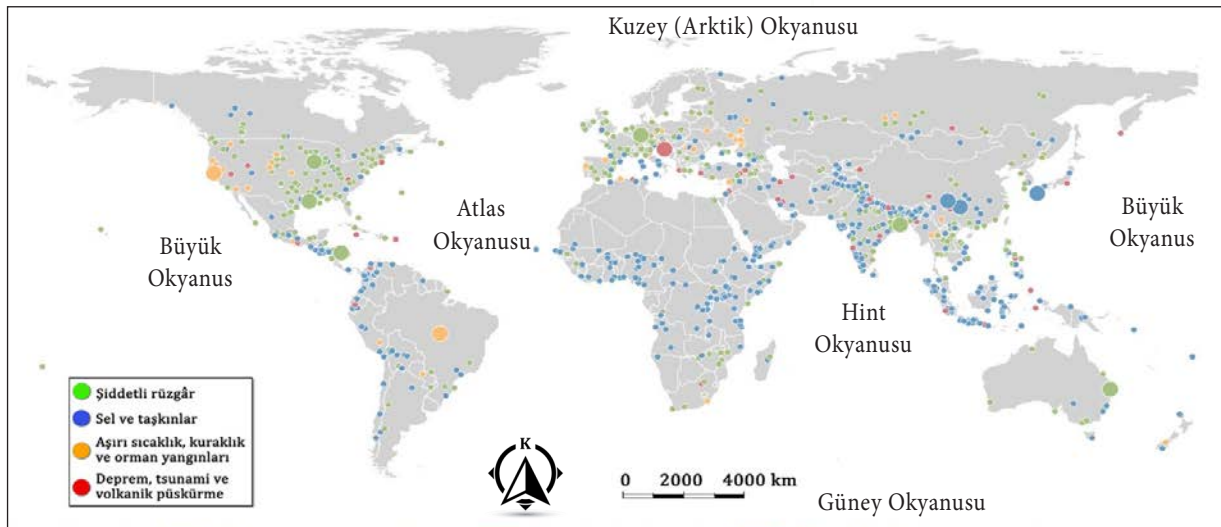 Kuzey (Arktik) Okyanusu
Atlas
Okyanusu
Büyük
Okyanus
Büyük
Okyanus
Hint
Okyanusu
Şiddetli rüzgâr
Sel ve taşkınlar
Aşırı sıcaklık, kuraklık
ve orman yangınları
Deprem, tsunami ve
volkanik püskürme
K
0 2000 4000 km
Güney Okyanusu